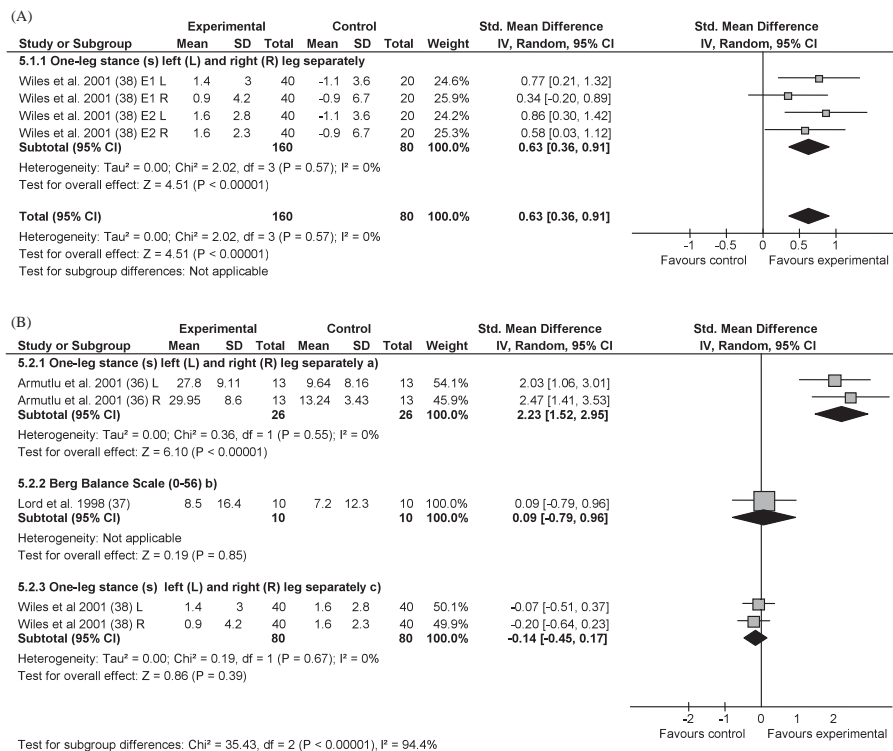 (A)
Experimental Control Std. Mean Difference Std. Mean Difference
Study or Subgroup Mean SD Total Mean SD Total Weight IV, Random, 95% CI IV, Random, 95% CI
5.1.1 One-leg stance (s) left (L) and right (R) leg separately
Wiles et al. 2001 (38) E1 L 1.4 3 40 -1.1 3.6 20 24.6% 0.77 [0.21, 1.32]
Wiles et al. 2001 (38) E1 R 0.9 4.2 40 -0.9 6.7 20 25.9% 0.34 [-0.20, 0.89]
Wiles et al. 2001 (38) E2 L 1.6 2.8 40 -1.1 3.6 20 24.2% 0.86 [0.30, 1.42]
Wiles et al. 2001 (38) E2 R 1.6 2.3 40 -0.9 6.7 20 25.3% 0.58 [0.03, 1.12]
Subtotal (95% CI) 160 80 100.0% 0.63 [0.36, 0.91]
Heterogeneity: Tau² = 0.00; Chi² = 2.02, df = 3 (P = 0.57); I² = 0%
Test for overall effect: Z = 4.51 (P < 0.00001)
Total (95% CI) 160 80 100.0% 0.63 [0.36, 0.91]
Heterogeneity: Tau² = 0.00; Chi² = 2.02, df = 3 (P = 0.57); I² = 0%
Test for overall effect: Z = 4.51 (P < 0.00001)
Test for subgroup differences: Not applicable
-1 -0.5 0 0.5 1
Favours control Favours experimental
(B)
Experimental Control Std. Mean Difference Std. Mean Difference
Study or Subgroup Mean SD Total Mean SD Total Weight IV, Random, 95% CI IV, Random, 95% CI
5.2.1 One-leg stance (s) left (L) and right (R) leg separately a)
Armutlu et al. 2001 (36) L 27.8 9.11 13 9.64 8.16 13 54.1% 2.03 [1.06, 3.01]
Armutlu et al. 2001 (36) R 29.95 8.6 13 13.24 3.43 13 45.9% 2.47 [1.41, 3.53]
Subtotal (95% CI) 26 26 100.0% 2.23 [1.52, 2.95]
Heterogeneity: Tau² = 0.00; Chi² = 0.36, df = 1 (P = 0.55); I² = 0%
Test for overall effect: Z = 6.10 (P < 0.00001)
5.2.2 Berg Balance Scale (0-56) b)
Lord et al. 1998 (37) 8.5 16.4 10 7.2 12.3 10 100.0% 0.09 [-0.79, 0.96]
Subtotal (95% CI) 10 10 100.0% 0.09 [-0.79, 0.96]
Heterogeneity: Not applicable
Test for overall effect: Z = 0.19 (P = 0.85)
5.2.3 One-leg stance (s) left (L) and right (R) leg separately c)
Wiles et al 2001 (38) L 1.4 3 40 1.6 2.8 40 50.1% -0.07 [-0.51, 0.37]
Wiles et al 2001 (38) R 0.9 4.2 40 1.6 2.3 40 49.9% -0.20 [-0.64, 0.23]
Subtotal (95% CI) 80 80 100.0% -0.14 [-0.45, 0.17]
Heterogeneity: Tau² = 0.00; Chi² = 0.19, df = 1 (P = 0.67); I² = 0%
Test for overall effect: Z = 0.86 (P = 0.39)
-2 -1 0 1 2
Favours control Favours experimental
Test for subgroup differences: Chi² = 35.43, df = 2 (P < 0.00001), I² = 94.4%